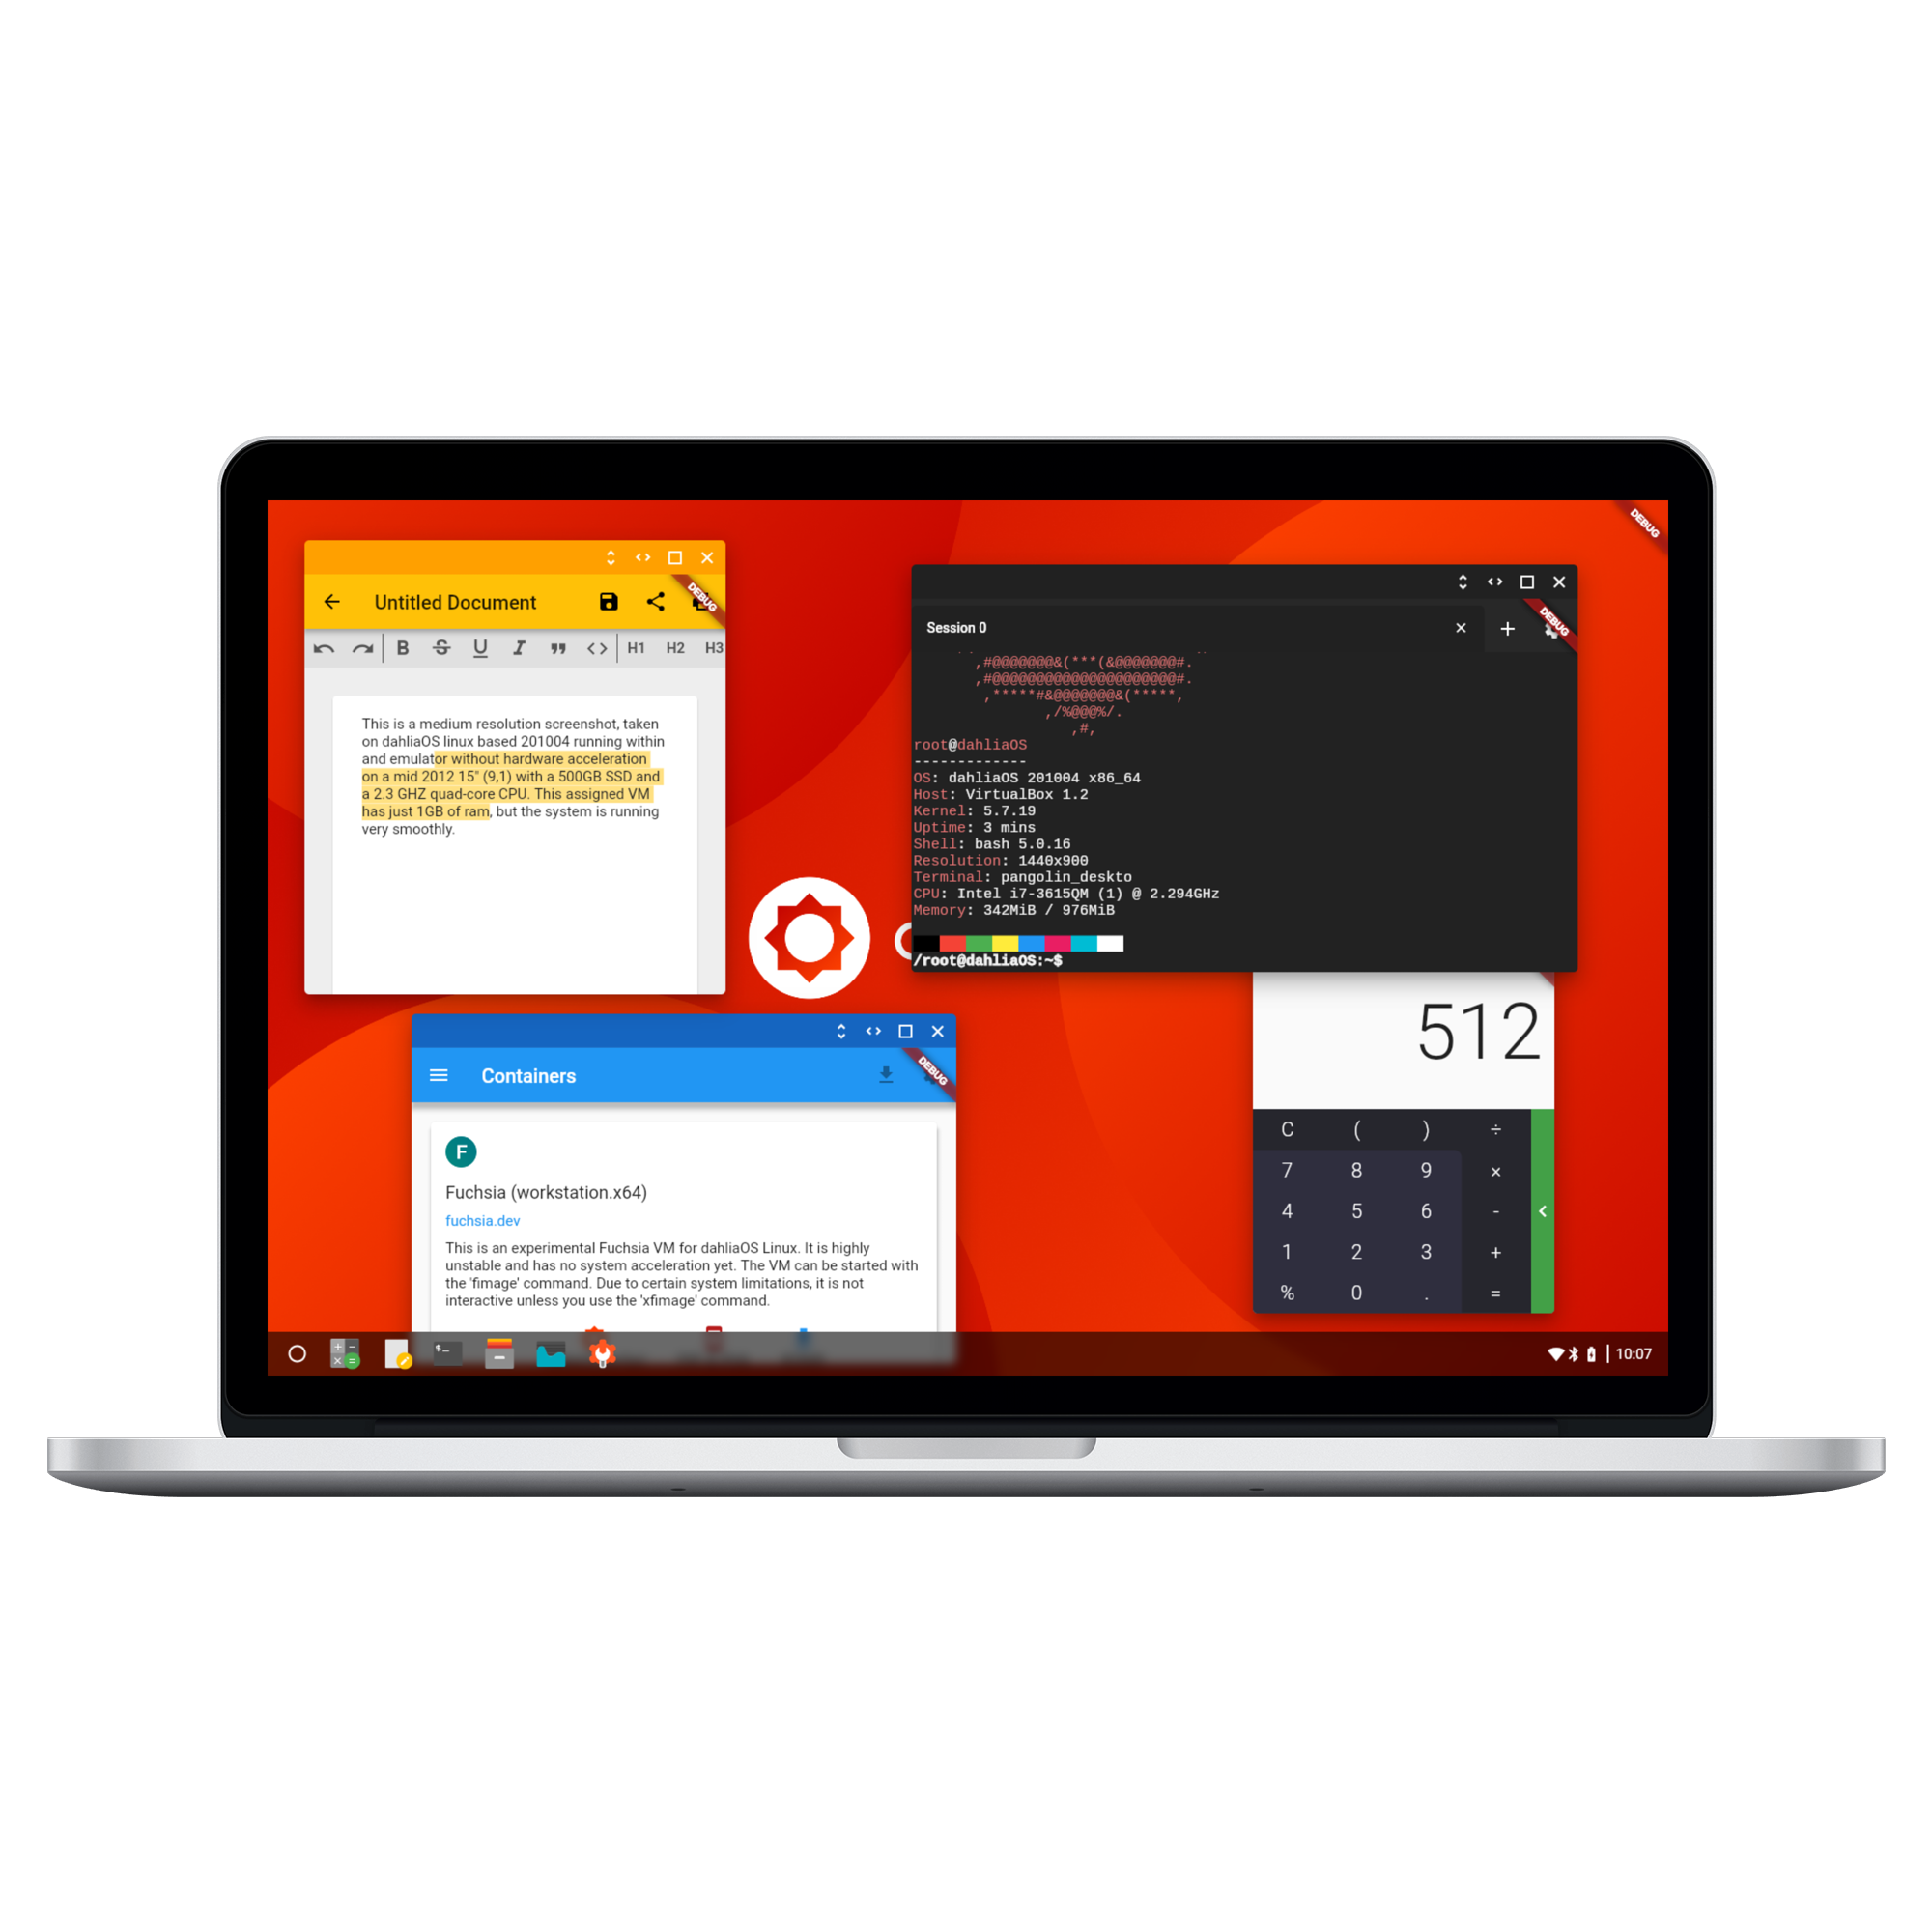 DEBUG
Untitled Document
DEBUG
B S U I " <> H1 H2 H3
This is a medium resolution screenshot, taken
on dahliaOS linux based 201004 running within
and emulator without hardware acceleration
on a mid 2012 15" (9,1) with a 500GB SSD and
a 2.3 GHZ quad-core CPU. This assigned VM
has just 1GB of ram, but the system is running
very smoothly.
Session 0
DEBUG
,#@@@@@@@&(***(&@@@@@@@#.
,#@@@@@@@@@@@@@@@@@@@@@#.
,*****#&@@@@@@@&(*****,
,/%@@@%/.
,#,
root@dahliaOS
-------------
OS: dahliaOS 201004 x86_64
Host: VirtualBox 1.2
Kernel: 5.7.19
Uptime: 3 mins
Shell: bash 5.0.16
Resolution: 1440x900
Terminal: pangolin_deskto
CPU: Intel i7-3615QM (1) @ 2.294GHz
Memory: 342MiB / 976MiB
/root@dahliaOS:~$
Containers
DEBUG
F
Fuchsia (workstation.x64)
fuchsia.dev
This is an experimental Fuchsia VM for dahliaOS Linux. It is highly
unstable and has no system acceleration yet. The VM can be started with
the 'fimage' command. Due to certain system limitations, it is not
interactive unless you use the 'xfimage' command.
512
C ( ) ÷
7 8 9 ×
4 5 6 -
1 2 3 +
% 0 . =
$-
10:07